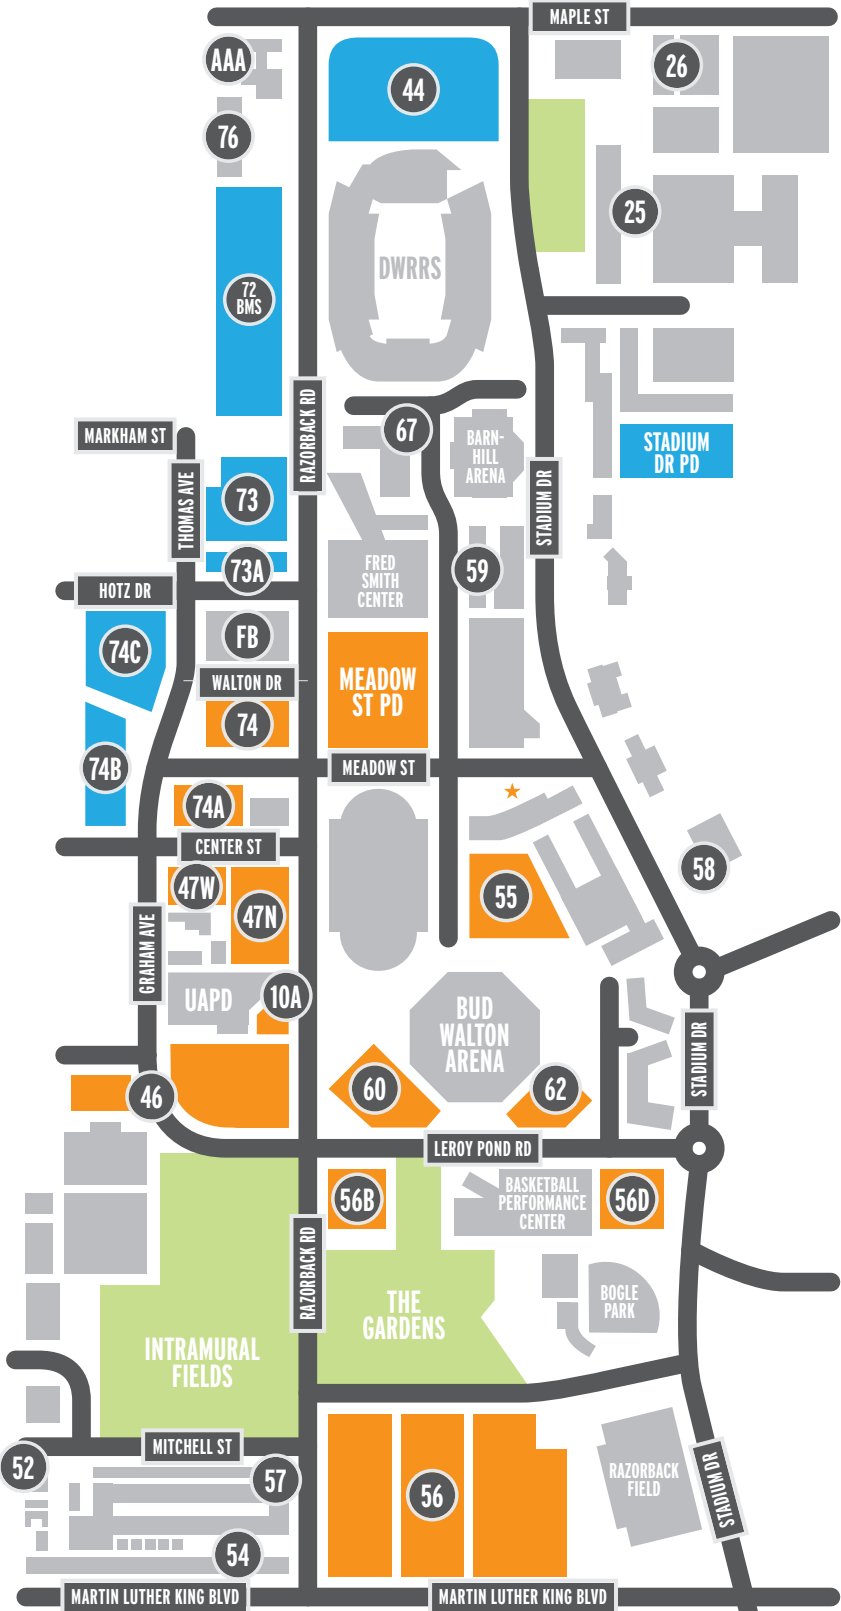 MAPLE ST
AAA
26
44
76
25
DWRRS
72
BMS
RAZORBACK RD
67
MARKHAM ST
BARN-
HILL
ARENA
STADIUM
DR PD
THOMAS AVE
73
STADIUM DR
73A
59
FRED
SMITH
CENTER
HOTZ DR
FB
74C
WALTON DR
MEADOW
ST PD
74
74B
MEADOW ST
74A
CENTER ST
58
47W
55
47N
GRAHAM AVE
UAPD
10A
BUD
WALTON
ARENA
STADIUM DR
46
60
62
LEROY POND RD
56B
BASKETBALL
PERFORMANCE
CENTER
56D
RAZORBACK RD
THE
GARDENS
BOGLE
PARK
INTRAMURAL
FIELDS
MITCHELL ST
52
57
56
RAZORBACK
FIELD
STADIUM DR
54
MARTIN LUTHER KING BLVD
MARTIN LUTHER KING BLVD